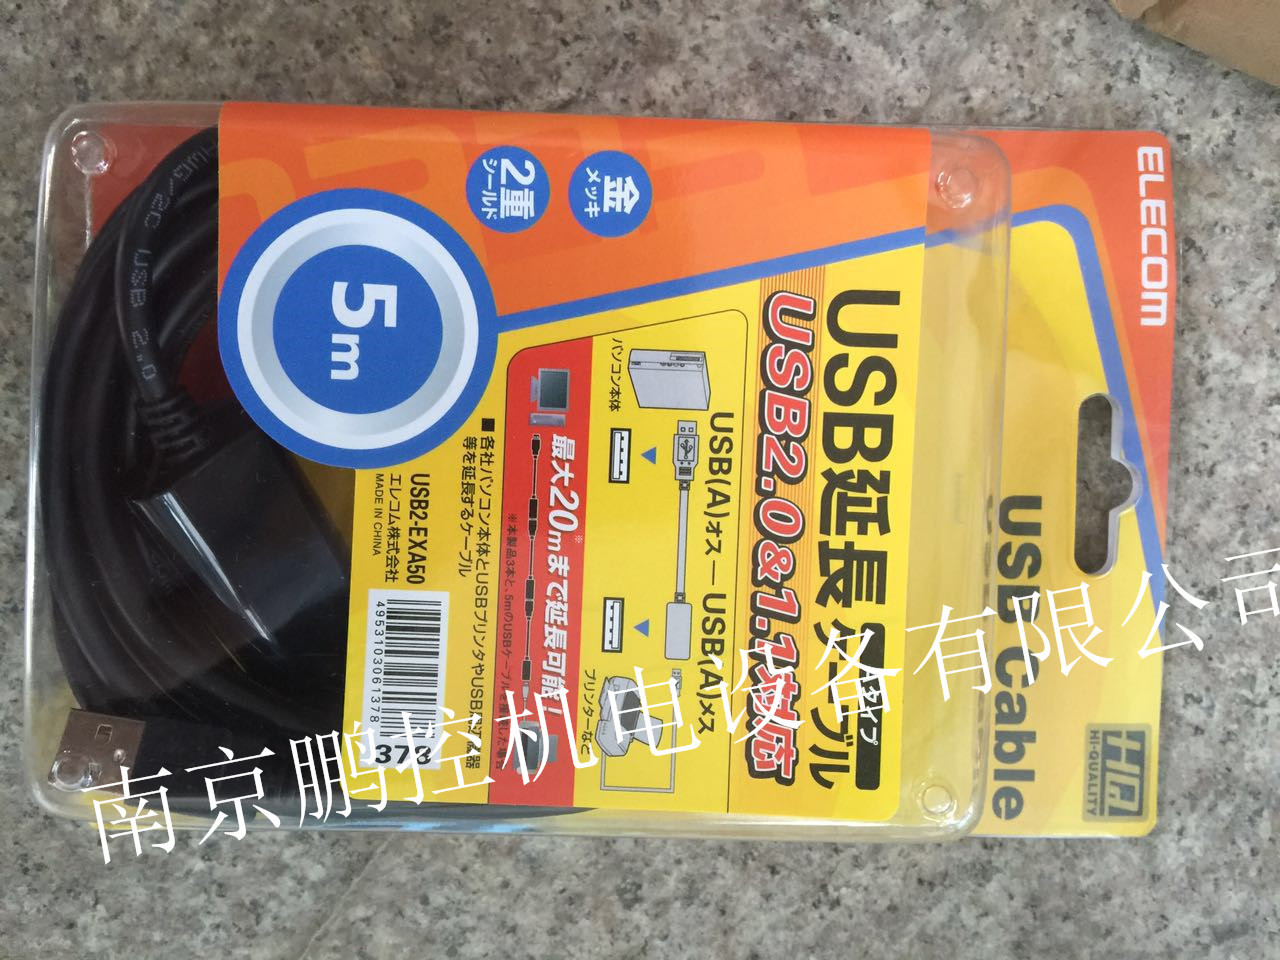 ELECOM
USB Cable
HI-QUALITY
USB延長ケーブル
USB2.0&1.1対応
USB(A)オス ― USB(A)メス
パソコン本体
プリンターなど
金
メッキ
2重
シールド
5m
最大20m※まで延長可能!
■各社パソコン本体とUSBプリンタやUSB
等を延長するケーブル
USB2-EXA50
エレコム株式会社
MADE IN CHINA
4953103061378
378
USB 2.0
南京鹏控机电设备有限公司